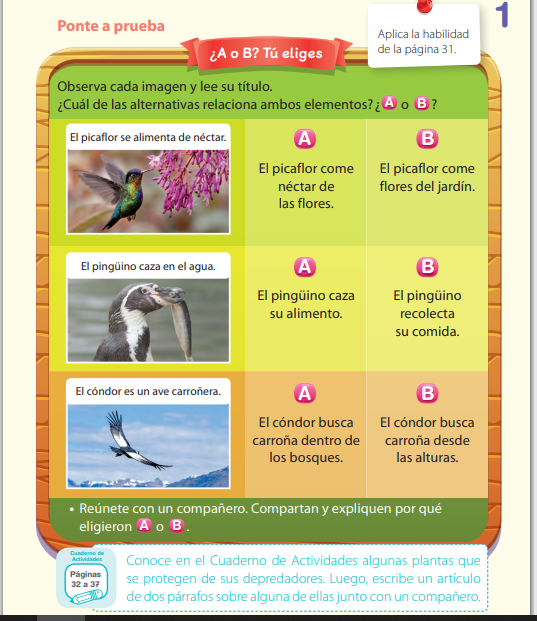 Ponte a prueba
1
Aplica la habilidad
de la página 31.
¿A o B? Tú eliges
Observa cada imagen y lee su título.
¿Cuál de las alternativas relaciona ambos elementos? ¿A o B?
El picaflor se alimenta de néctar.
A
El picaflor come
néctar de
las flores.
B
El picaflor come
flores del jardín.
El pingüino caza en el agua.
A
El pingüino caza
su alimento.
B
El pingüino
recolecta
su comida.
El cóndor es un ave carroñera.
A
El cóndor busca
carroña dentro de
los bosques.
B
El cóndor busca
carroña desde
las alturas.
• Reúnete con un compañero. Compartan y expliquen por qué
eligieron A o B.
Cuaderno de
Actividades
Páginas
32 a 37
Conoce en el Cuaderno de Actividades algunas plantas que
se protegen de sus depredadores. Luego, escribe un artículo
de dos párrafos sobre alguna de ellas junto con un compañero.